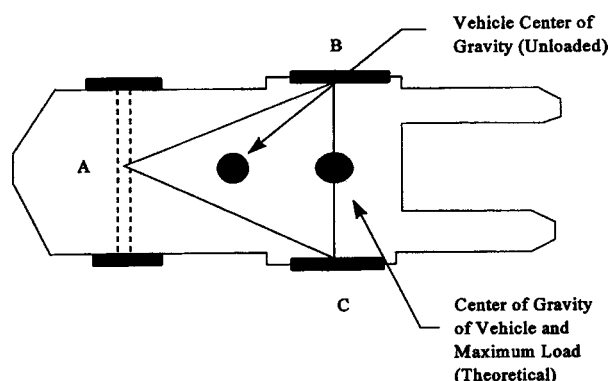 Vehicle Center of
Gravity (Unloaded)
B
A
C
Center of Gravity
of Vehicle and
Maximum Load
(Theoretical)